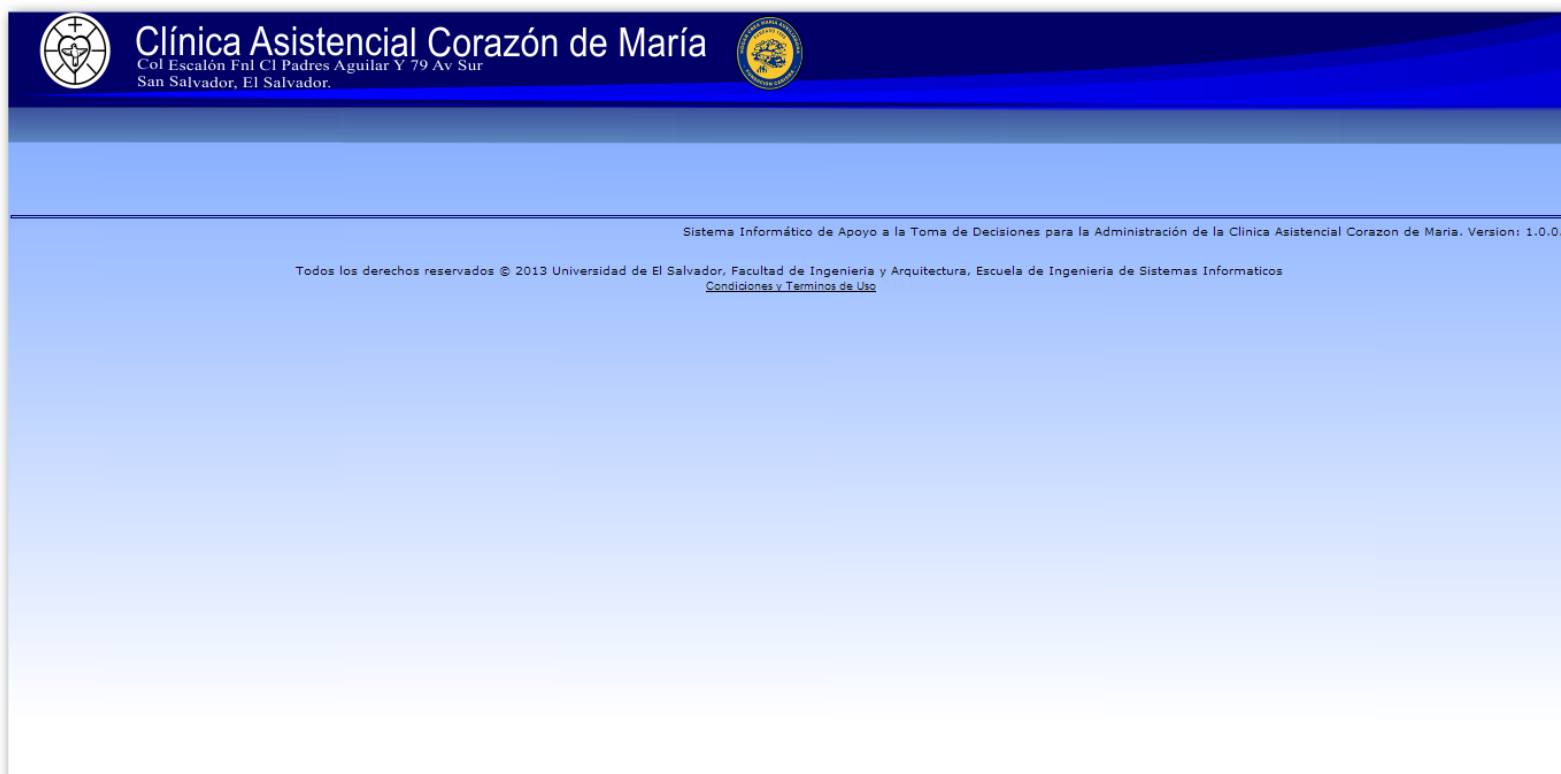 Clínica Asistencial Corazón de María
Col Escalón Fnl Cl Padres Aguilar Y 79 Av Sur
San Salvador, El Salvador.
Sistema Informático de Apoyo a la Toma de Decisiones para la Administración de la Clinica Asistencial Corazon de Maria. Version: 1.0.0.
Todos los derechos reservados © 2013 Universidad de El Salvador, Facultad de Ingenieria y Arquitectura, Escuela de Ingenieria de Sistemas Informaticos
Condiciones y Terminos de Uso